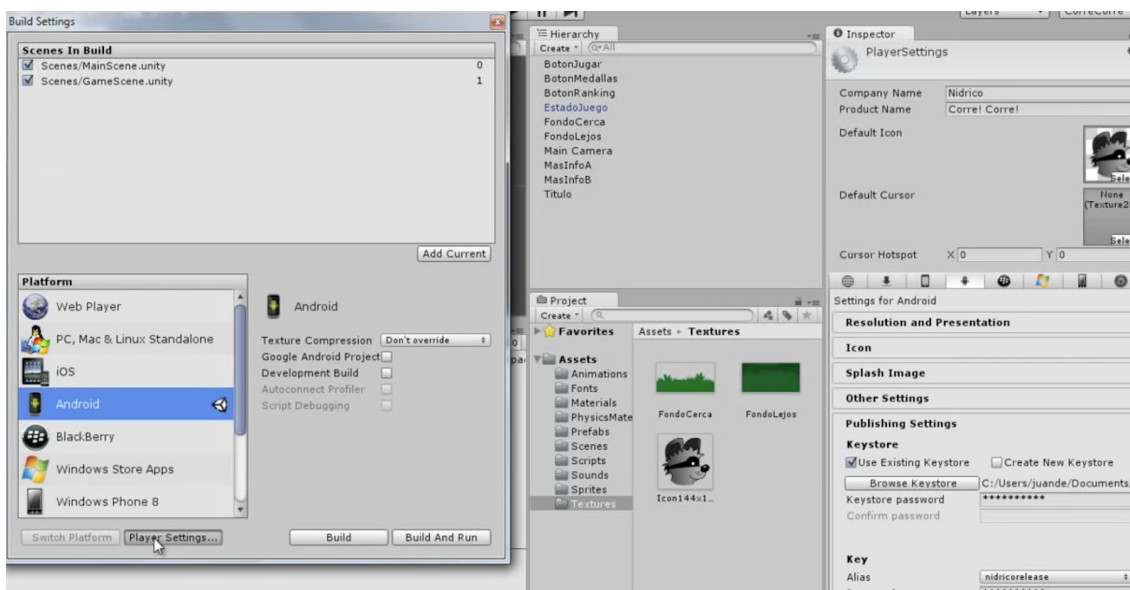 Build Settings
Scenes In Build
Scenes/MainScene.unity 0
Scenes/GameScene.unity 1
Add Current
Platform
Web Player
PC, Mac & Linux Standalone
iOS
Android
BlackBerry
Windows Store Apps
Windows Phone 8
Android
Texture Compression Don't override
Google Android Project
Development Build
Autoconnect Profiler
Script Debugging
Switch Platform Player Settings... Build Build And Run
Hierarchy
Create All
BotonJugar
BotonMedallas
BotonRanking
EstadoJuego
FondoCerca
FondoLejos
Main Camera
MasInfoA
MasInfoB
Titulo
Project
Create
Favorites
Assets
Animations
Fonts
Materials
PhysicsMate
Prefabs
Scenes
Scripts
Sounds
Sprites
Textures
Assets Textures
FondoCerca FondoLejos
Icon144x1...
Layers CorreCorre
Inspector
PlayerSettings
Company Name Nidrico
Product Name Corre! Corre!
Default Icon
Sele
Default Cursor
None
(Texture2
Sele
Cursor Hotspot X 0 Y 0
Settings for Android
Resolution and Presentation
Icon
Splash Image
Other Settings
Publishing Settings
Keystore
Use Existing Keystore Create New Keystore
Browse Keystore C:/Users/juande/Documents/
Keystore password **********
Confirm password
Key
Alias nidricorelease